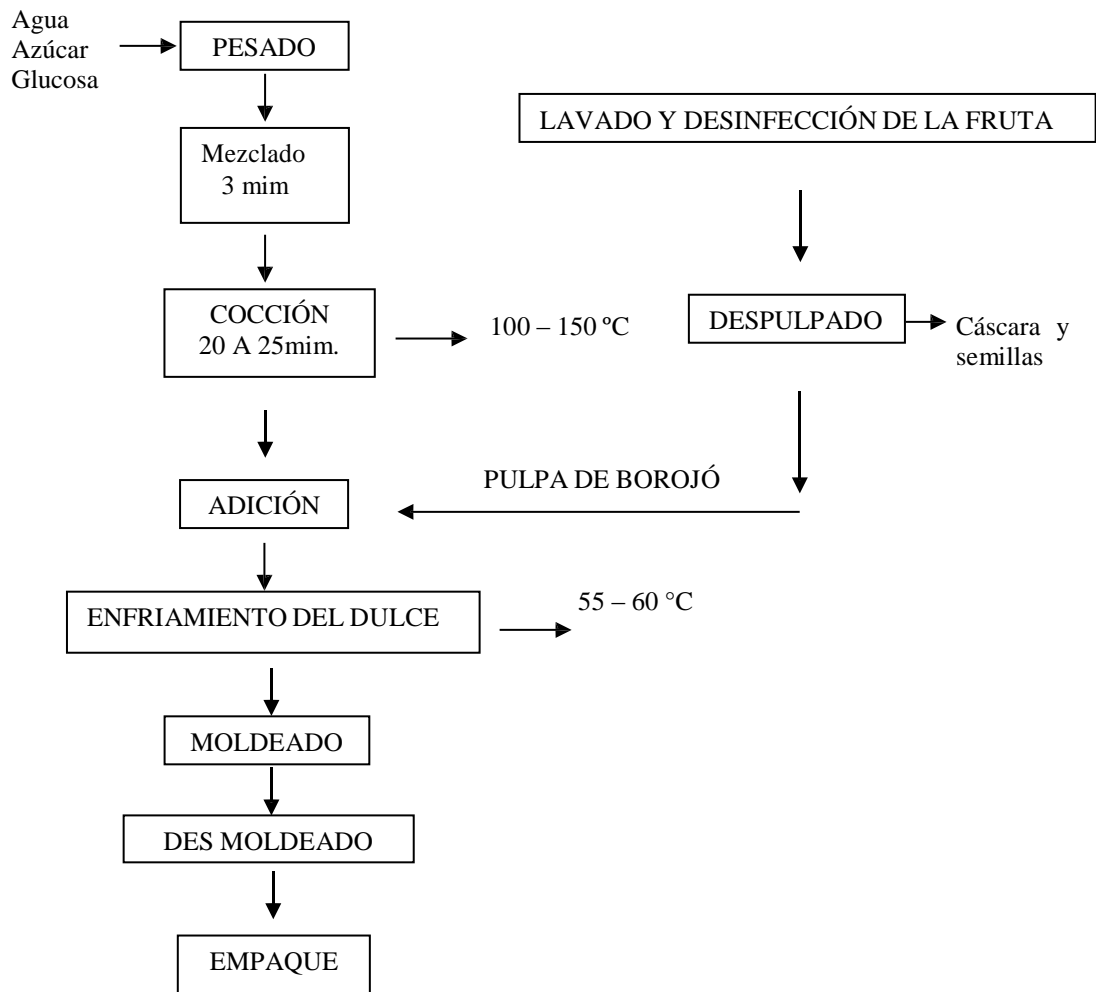 Agua
Azúcar
Glucosa
PESADO
LAVADO Y DESINFECCIÓN DE LA FRUTA
Mezclado
3 mim
COCCIÓN
20 A 25mim.
100 – 150 ºC
DESPULPADO
Cáscara y
semillas
PULPA DE BOROJÓ
ADICIÓN
ENFRIAMIENTO DEL DULCE
55 – 60 °C
MOLDEADO
DES MOLDEADO
EMPAQUE